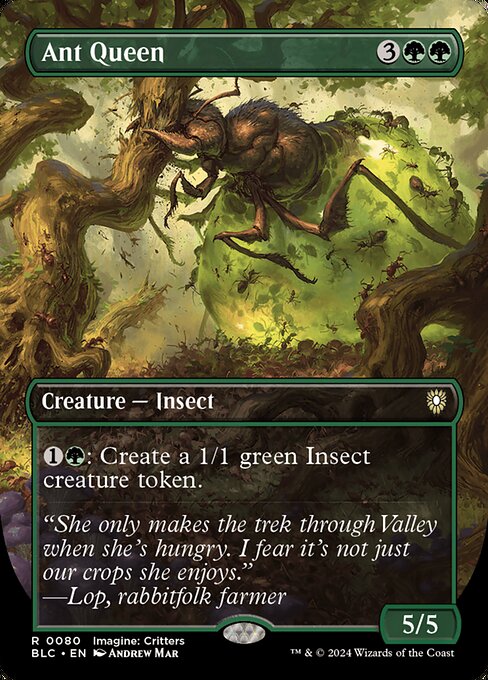 Ant Queen 3
Creature — Insect
1: Create a 1/1 green Insect
creature token.
“She only makes the trek through Valley
when she’s hungry. I fear it’s not just
our crops she enjoys.”
—Lop, rabbitfolk farmer
5/5
R 0080 Imagine: Critters
BLC • EN Andrew Mar ™ & © 2024 Wizards of the Coast